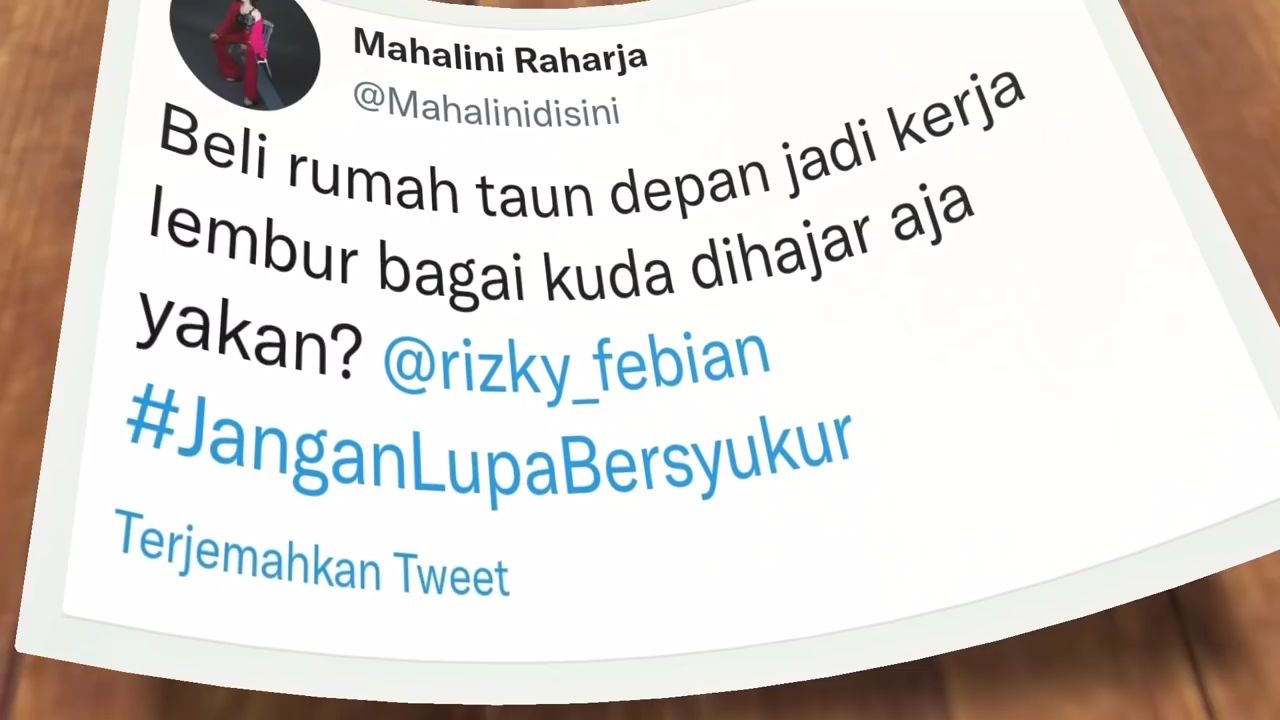 Mahalini Raharja
@Mahalinidisini
Beli rumah taun depan jadi kerja
lembur bagai kuda dihajar aja
yakan? @rizky_febian
#JanganLupaBersyukur
Terjemahkan Tweet